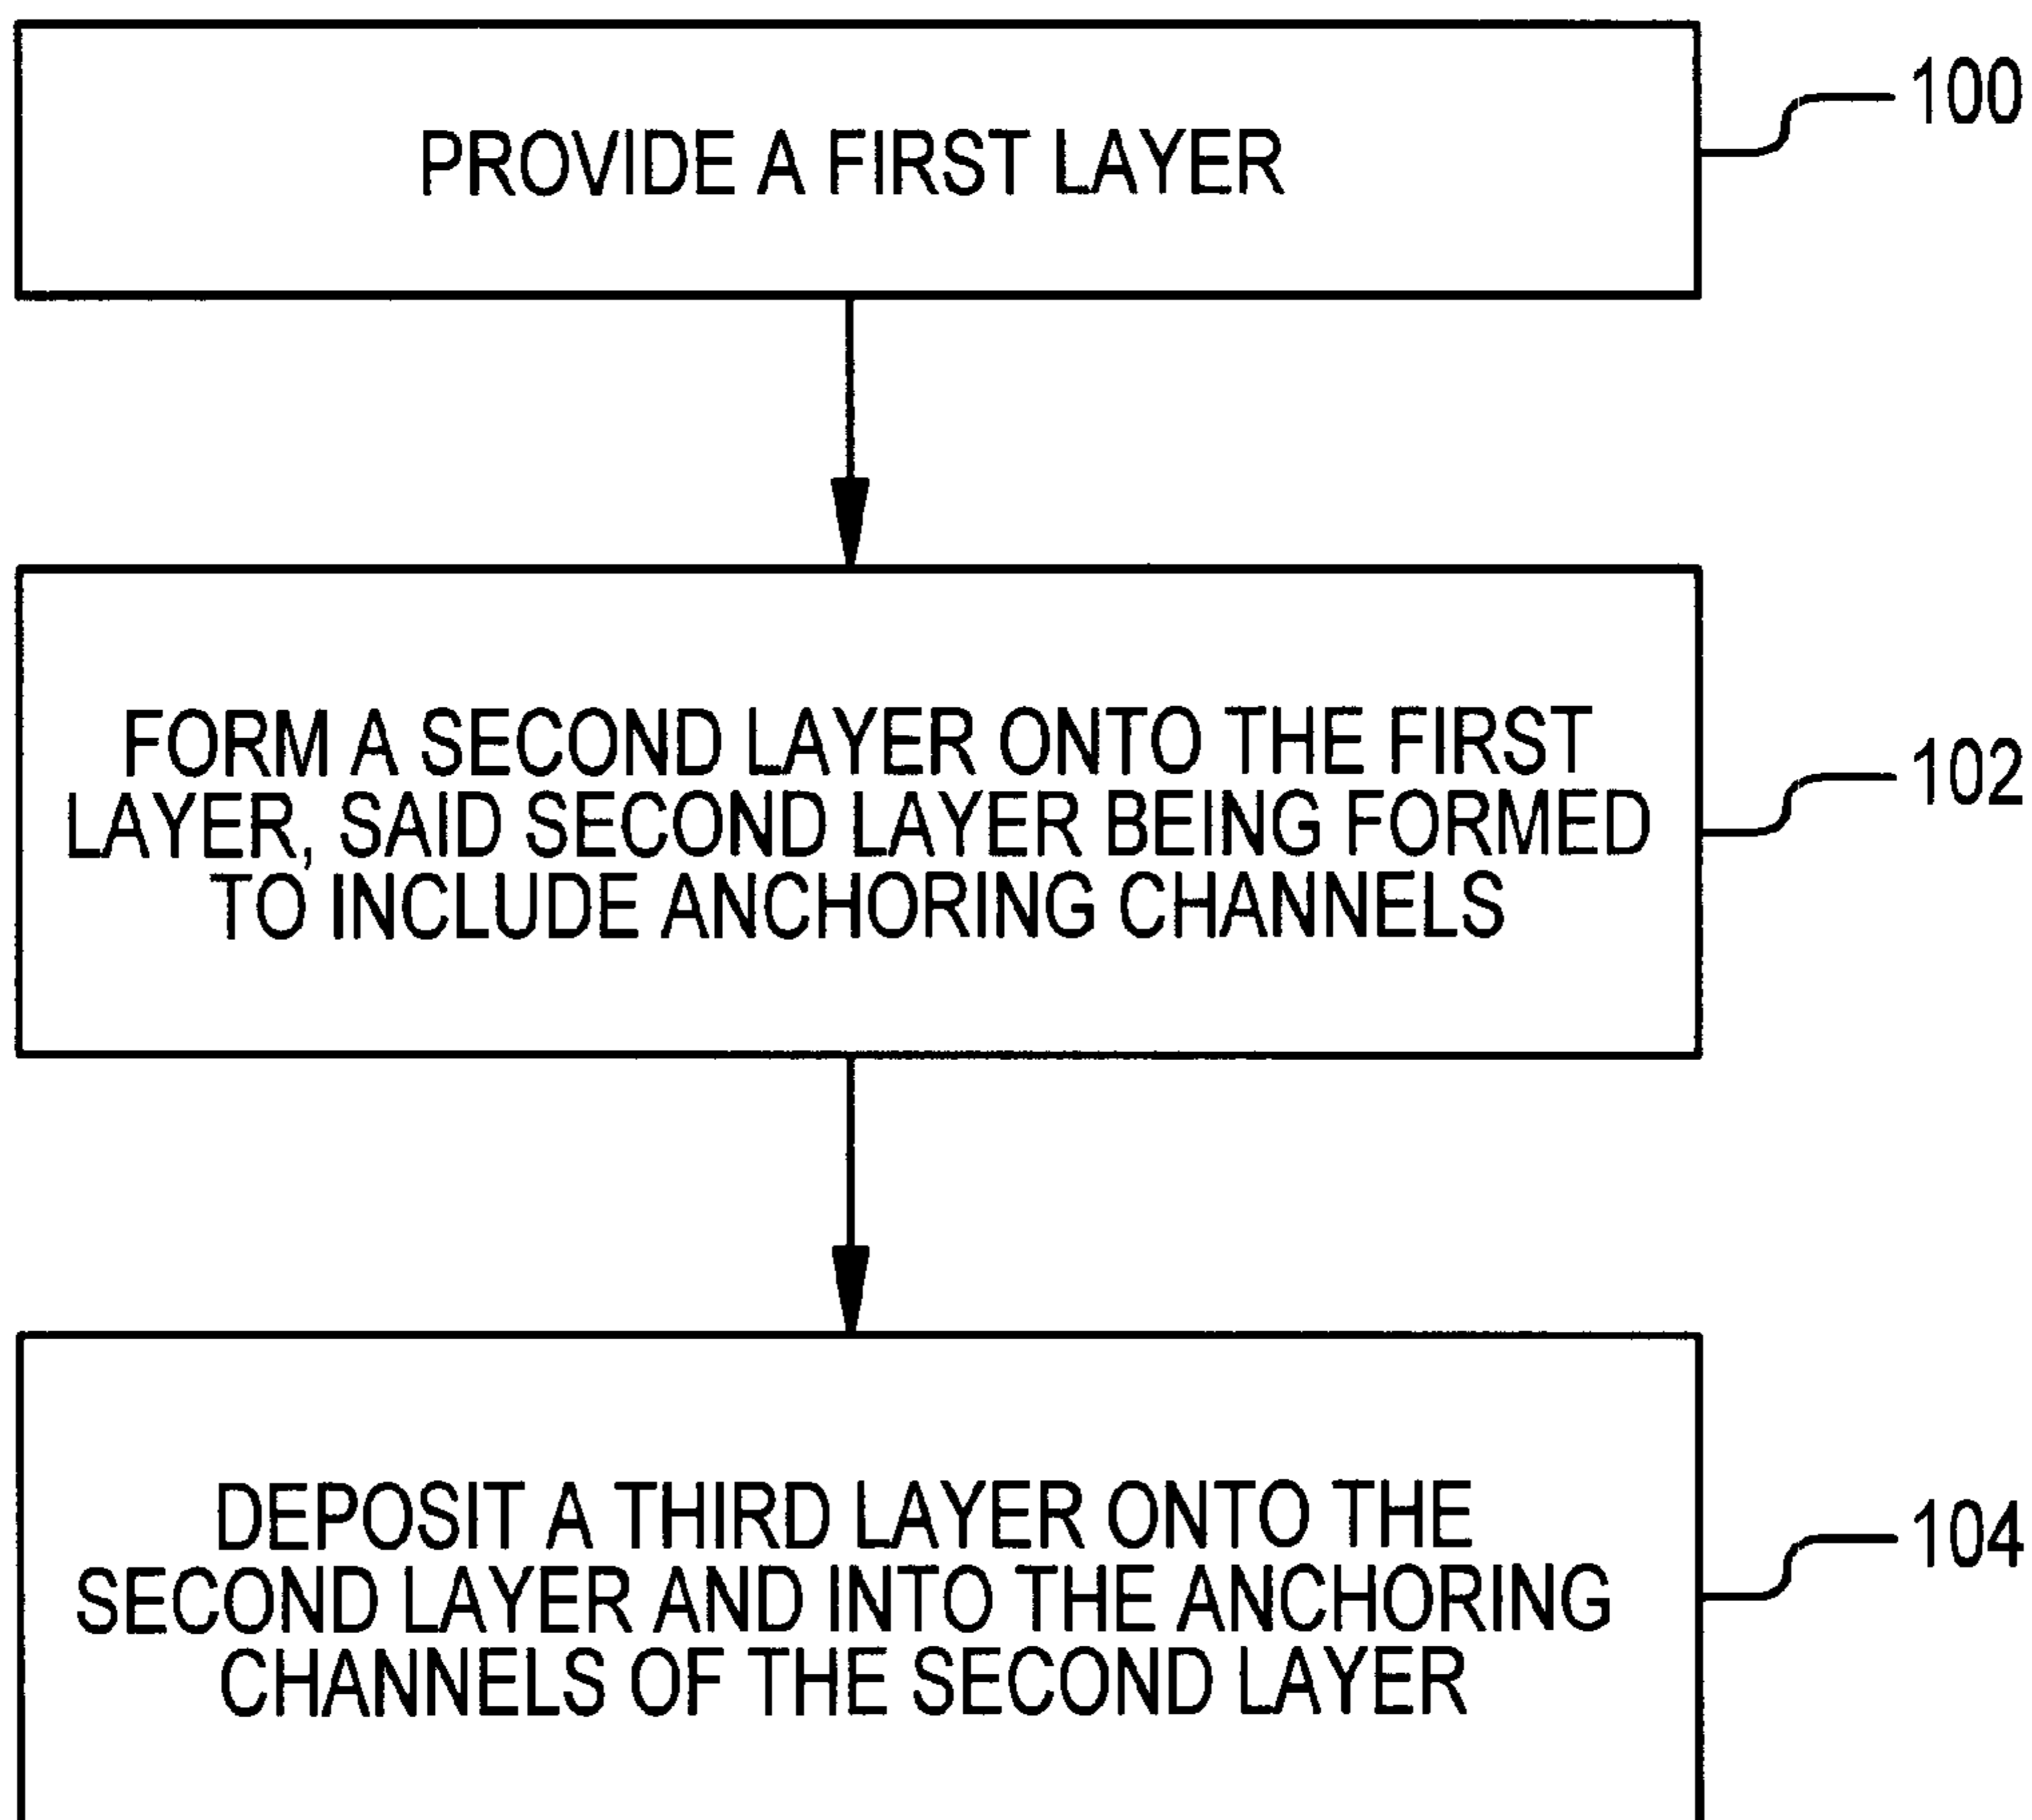 PROVIDE A FIRST LAYER
100
FORM A SECOND LAYER ONTO THE FIRST
LAYER, SAID SECOND LAYER BEING FORMED
TO INCLUDE ANCHORING CHANNELS
102
DEPOSIT A THIRD LAYER ONTO THE
SECOND LAYER AND INTO THE ANCHORING
CHANNELS OF THE SECOND LAYER
104